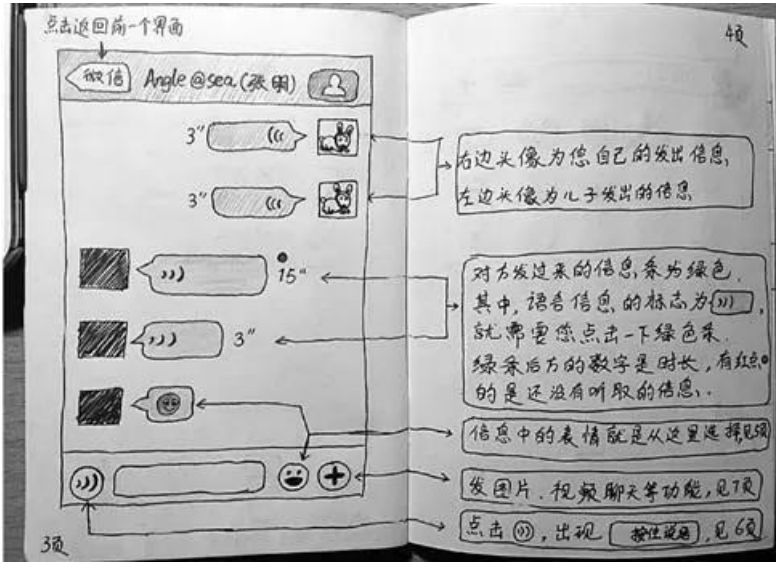 点击返回前一个界面
微信 Angle@sea(张明)
3"
3"
15"
3"
3页
4页
右边头像为您自己的发出信息、
左边头像为儿子发出的信息
对方发过来的信息条为绿色.
其中,语音信息的标志为 ,
就需要您点击一下绿色条.
绿条后方的数字是时长,有红点
的是还没有听取的信息.
信息中的表情就是从这里选择见5页
发图片、视频聊天等功能,见7页
点击 ,出现 按住说话 ,见6页